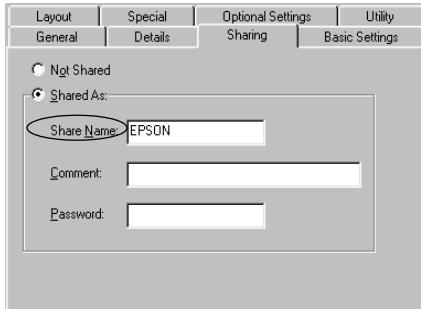 Layout Special Optional Settings Utility
General Details Sharing Basic Settings
Not Shared
Shared As:
Share Name: EPSON
Comment:
Password: